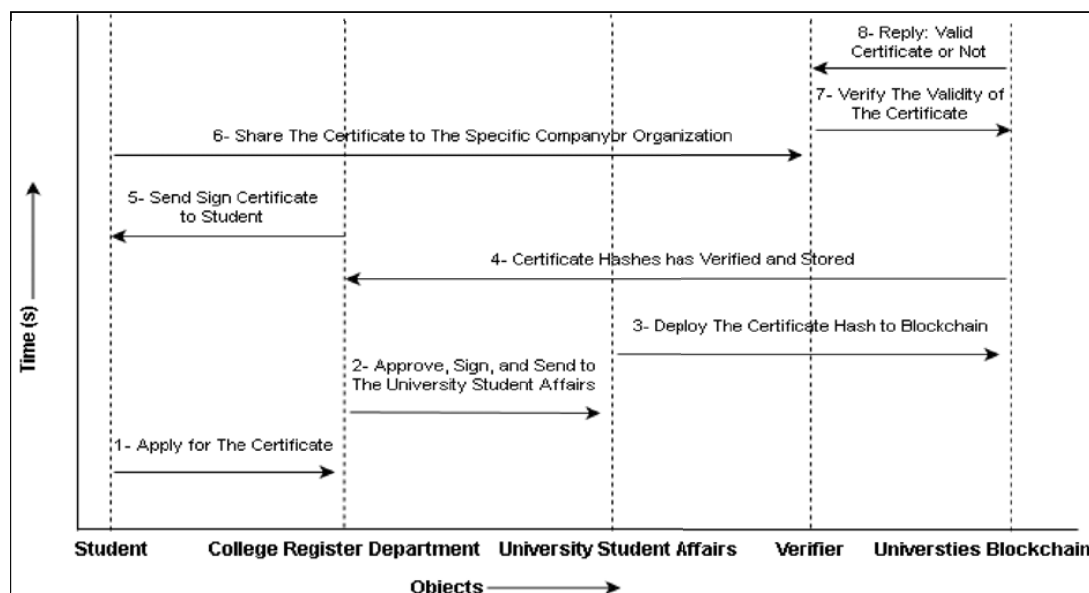 8- Reply: Valid
Certificate or Not
7- Verify The Validity of
The Certificate
6- Share The Certificate to The Specific Companybr Organization
5- Send Sign Certificate
to Student
4- Certificate Hashes has Verified and Stored
3- Deploy The Certificate Hash to Blockchain
2- Approve, Sign, and Send to
The University Student Affairs
1- Apply for The Certificate
Time (s)
Student
College Register Department
University Student Affairs
Verifier
Universties Blockchain
Objects